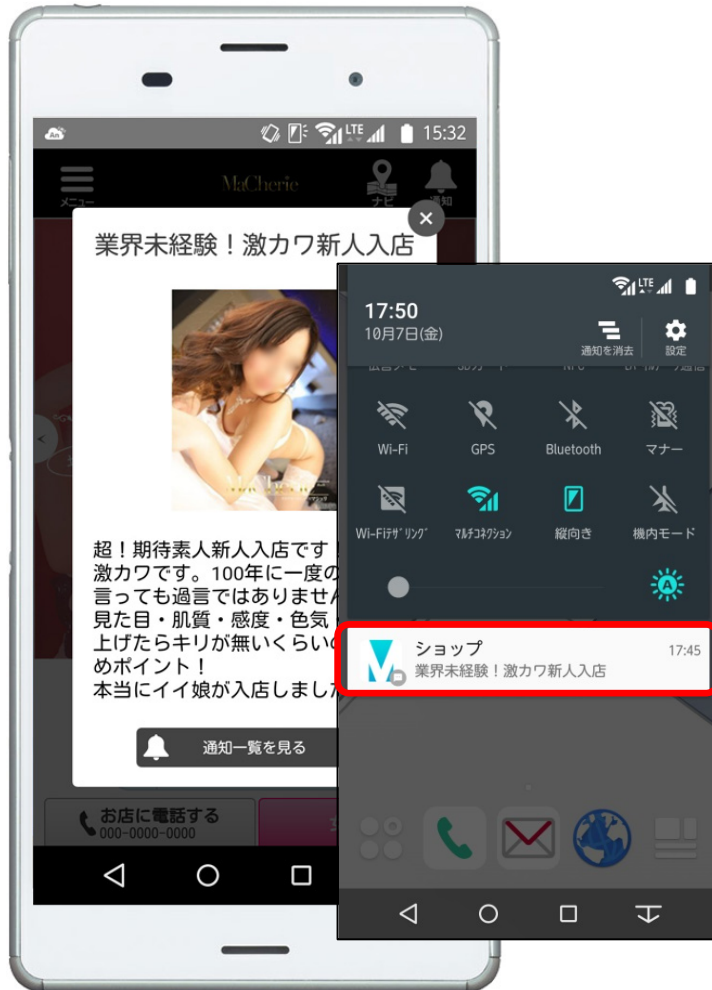 LTE 15:32
メニュー
MaCherie
ナビ
通知
業界未経験！激カワ新人入店
MaCherie
超！期待素人新人入店です！
激カワです。100年に一度の
言っても過言ではありません
見た目・肌質・感度・色気
上げたらキリが無いくらいの
めポイント！
本当にイイ娘が入店しました
通知一覧を見る
お店に電話する
000-0000-0000
LTE
17:50
10月7日(金)
通知を消去
設定
Wi-Fi
GPS
Bluetooth
マナー
Wi-Fiﾃｻﾞﾘﾝｸﾞ
ﾏﾙﾁｺﾈｸｼｮﾝ
縦向き
機内モード
A
ショップ
17:45
業界未経験！激カワ新人入店